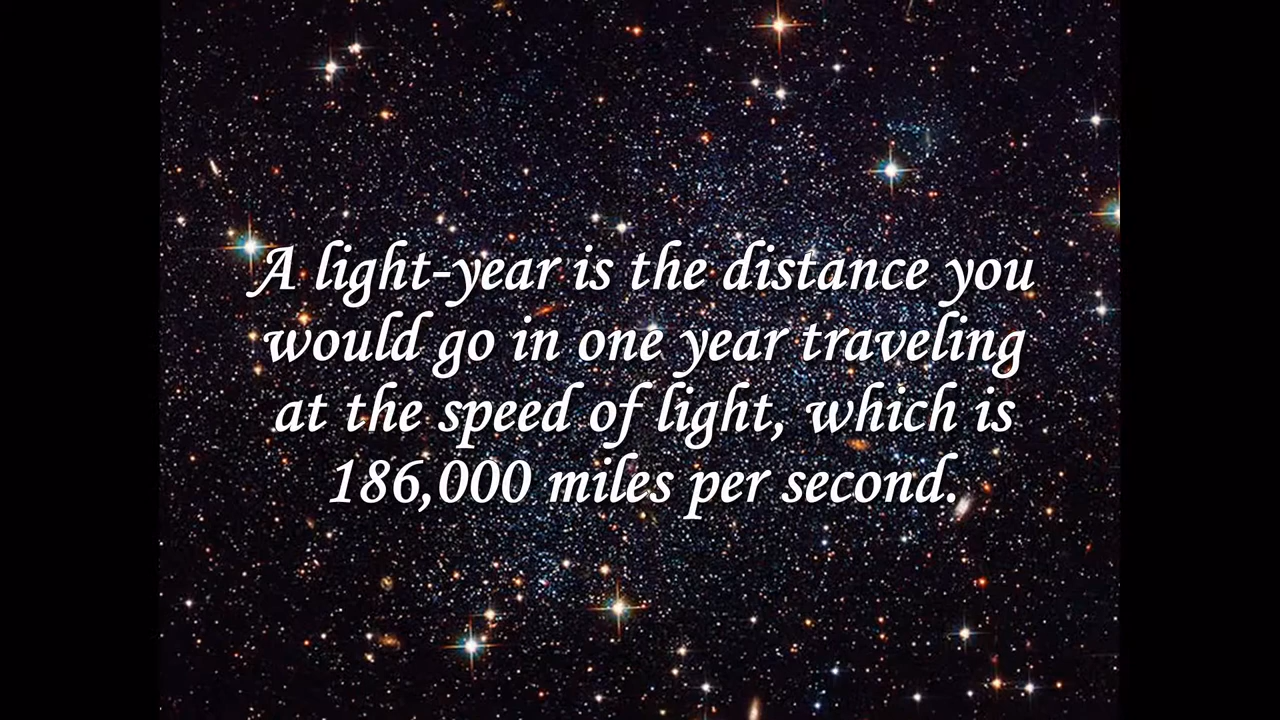 A light-year is the distance you
would go in one year traveling
at the speed of light, which is
186,000 miles per second.